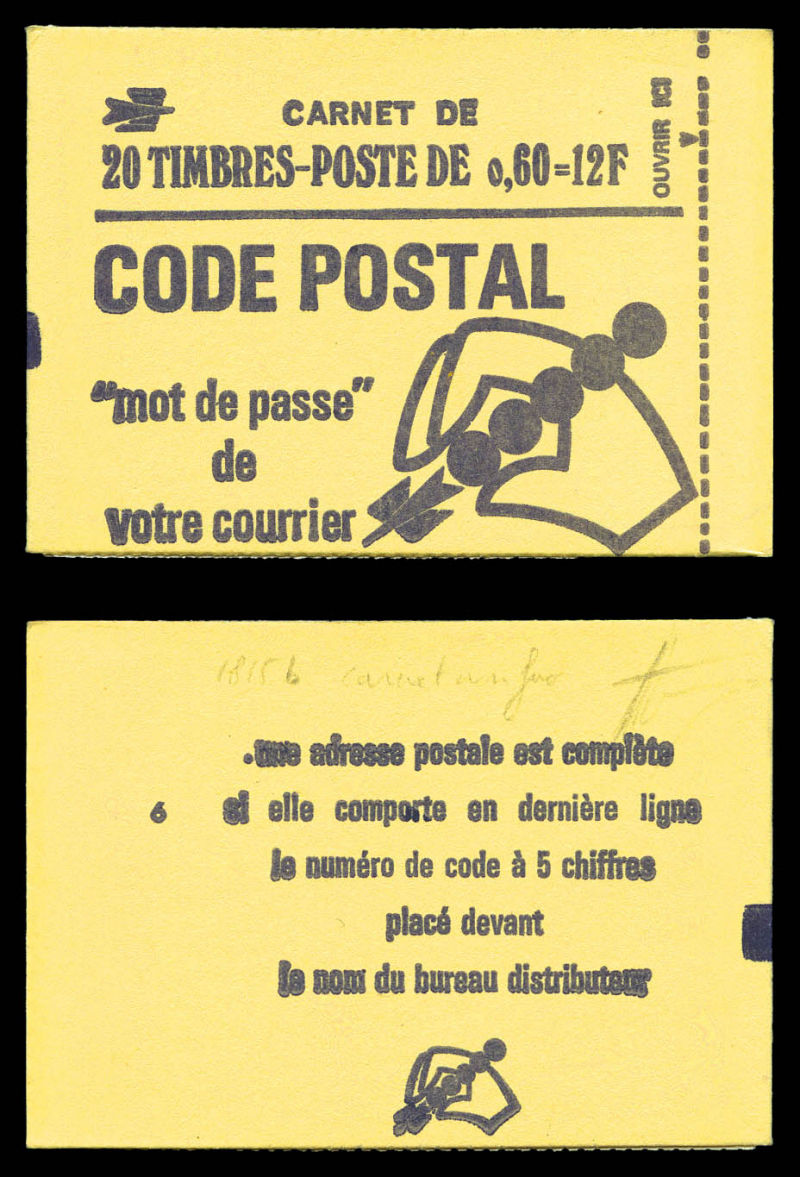 CARNET DE
20 TIMBRES-POSTE DE 0,60=12F
OUVRIR ICI
CODE POSTAL
“mot de passe”
de
votre courrier
1815b carnet
.une adresse postale est complète
6 si elle comporte en dernière ligne
le numéro de code à 5 chiffres
placé devant
le nom du bureau distributeur